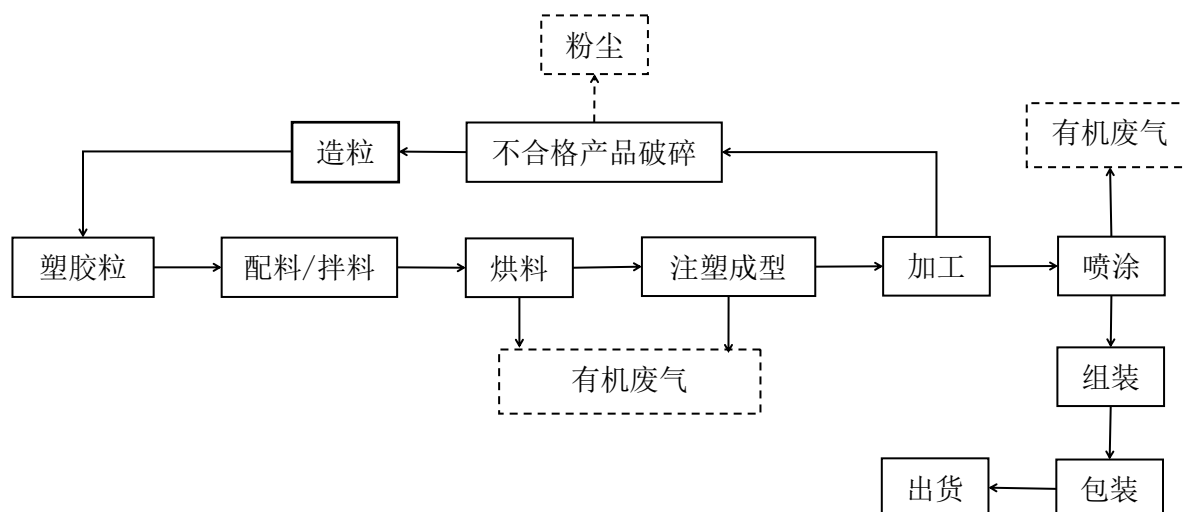 粉尘
有机废气
造粒
不合格产品破碎
塑胶粒
配料/拌料
烘料
注塑成型
加工
喷涂
有机废气
组装
出货
包装